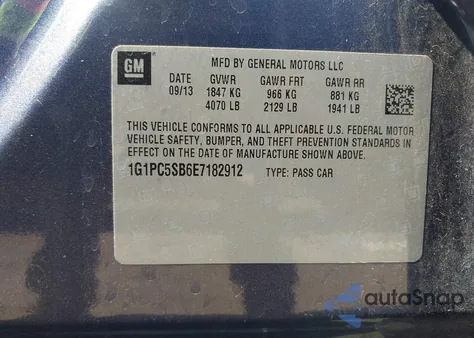 GM
MFD BY GENERAL MOTORS LLC
DATE GVWR GAWR FRT GAWR RR
09/13 1847 KG 966 KG 881 KG
4070 LB 2129 LB 1941 LB
THIS VEHICLE CONFORMS TO ALL APPLICABLE U.S. FEDERAL MOTOR
VEHICLE SAFETY, BUMPER, AND THEFT PREVENTION STANDARDS IN
EFFECT ON THE DATE OF MANUFACTURE SHOWN ABOVE.
1G1PC5SB6E7182912 TYPE: PASS CAR
autoSnap